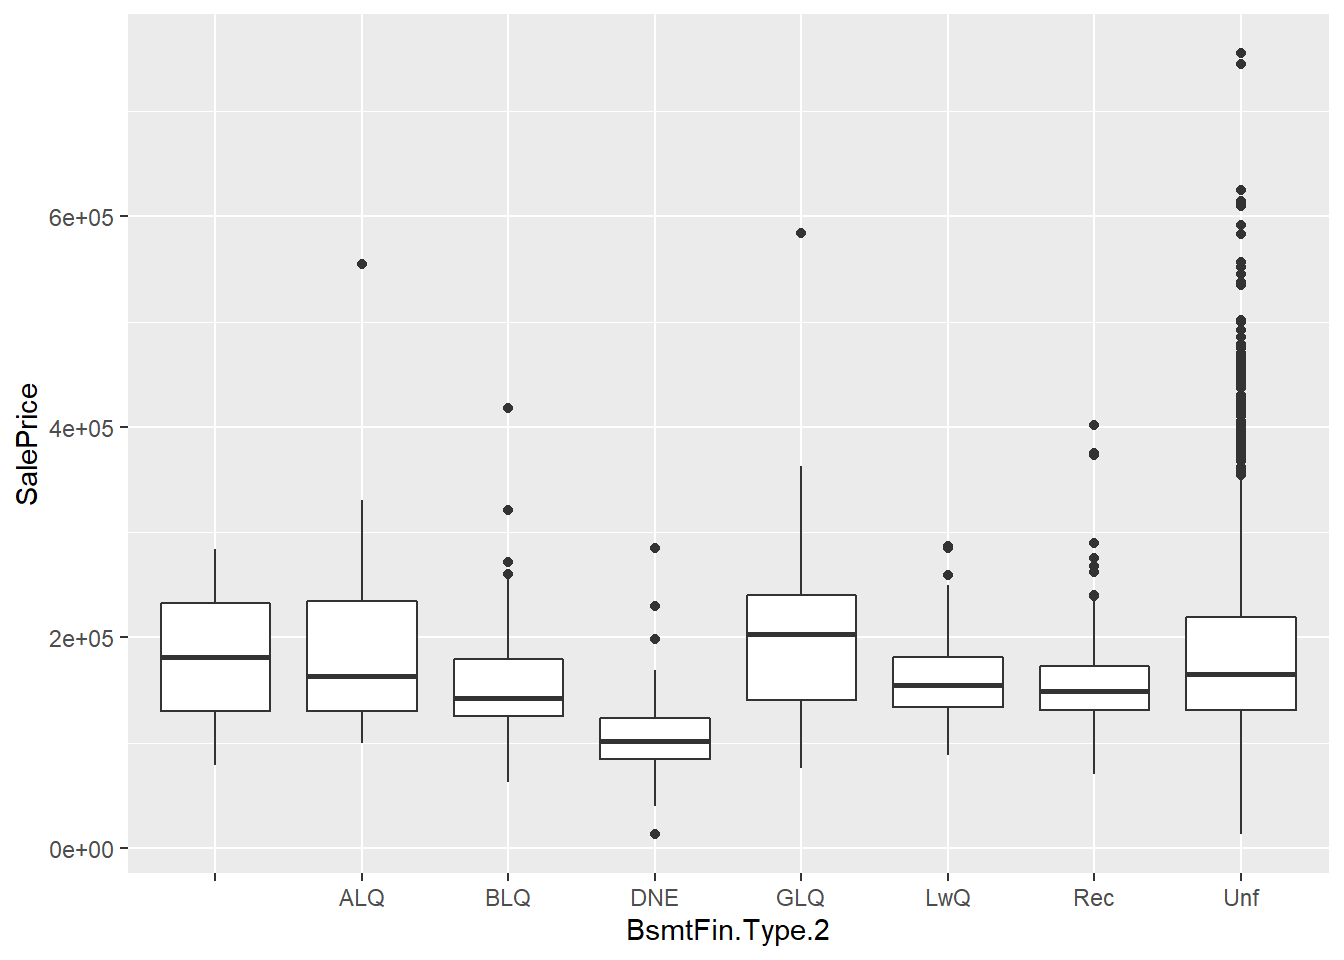 SalePrice
6e+05
4e+05
2e+05
0e+00
ALQ BLQ DNE GLQ LwQ Rec Unf
BsmtFin.Type.2